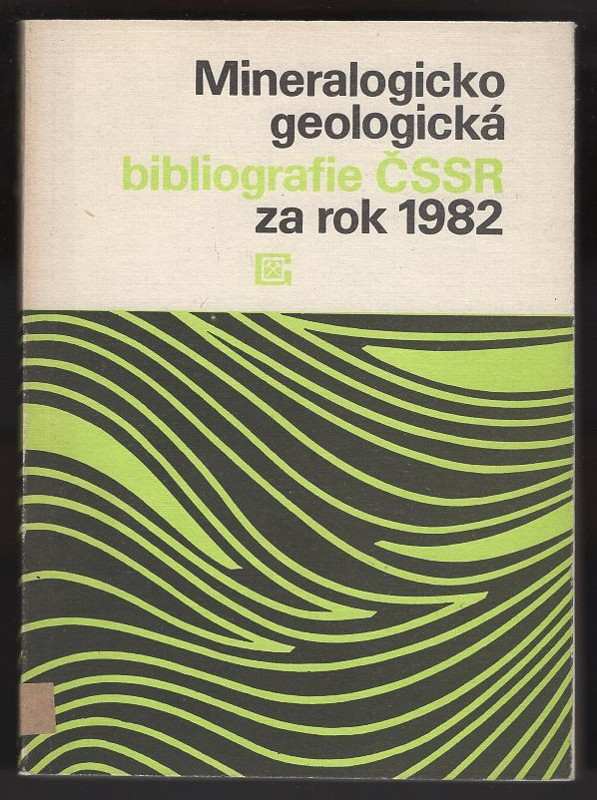 Mineralogicko
geologická
bibliografie ČSSR
za rok 1982